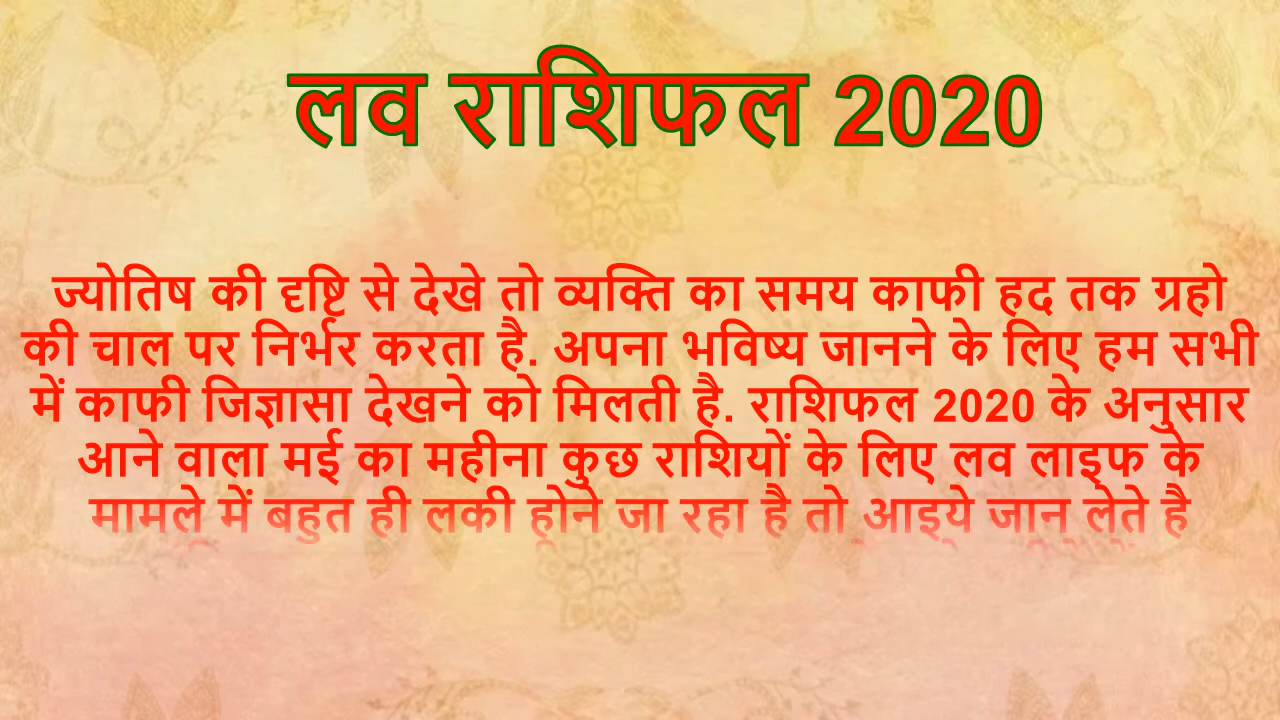 लव राशिफल 2020
ज्योतिष की दृष्टि से देखे तो व्यक्ति का समय काफी हद तक ग्रहो
की चाल पर निर्भर करता है. अपना भविष्य जानने के लिए हम सभी
में काफी जिज्ञासा देखने को मिलती है. राशिफल 2020 के अनुसार
आने वाला मई का महीना कुछ राशियों के लिए लव लाइफ के
मामले में बहुत ही लकी होने जा रहा है तो आइये जान लेते है